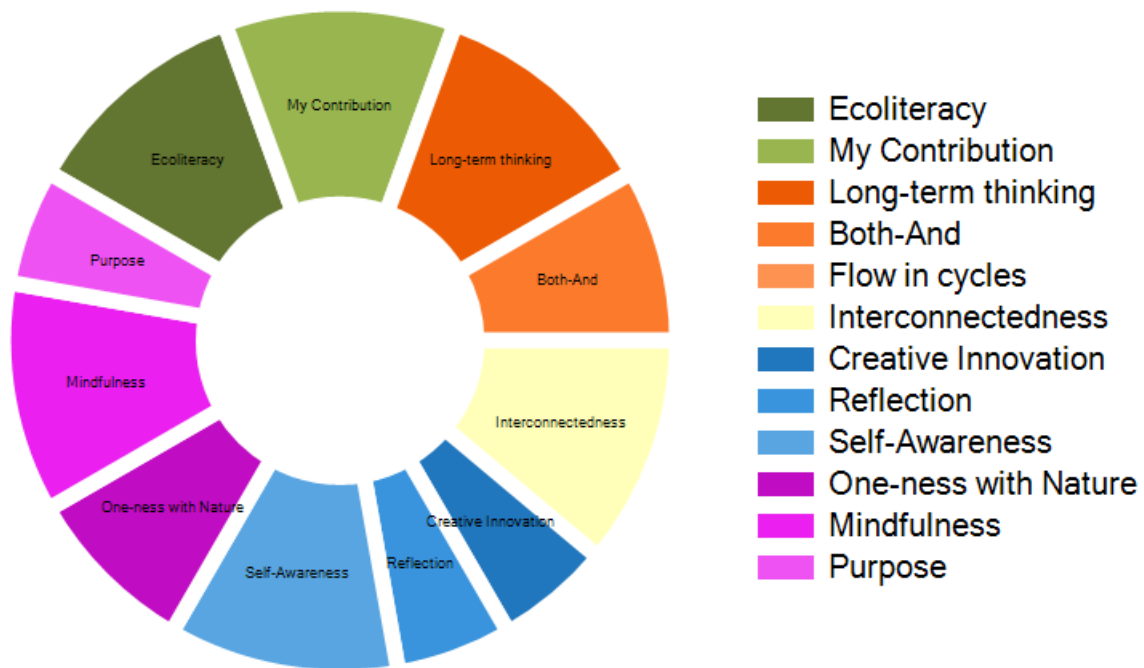 My Contribution
Ecoliteracy
Long-term thinking
Purpose
Both-And
Mindfulness
Interconnectedness
One-ness with Nature
Creative Innovation
Self-Awareness
Reflection
Ecoliteracy
My Contribution
Long-term thinking
Both-And
Flow in cycles
Interconnectedness
Creative Innovation
Reflection
Self-Awareness
One-ness with Nature
Mindfulness
Purpose